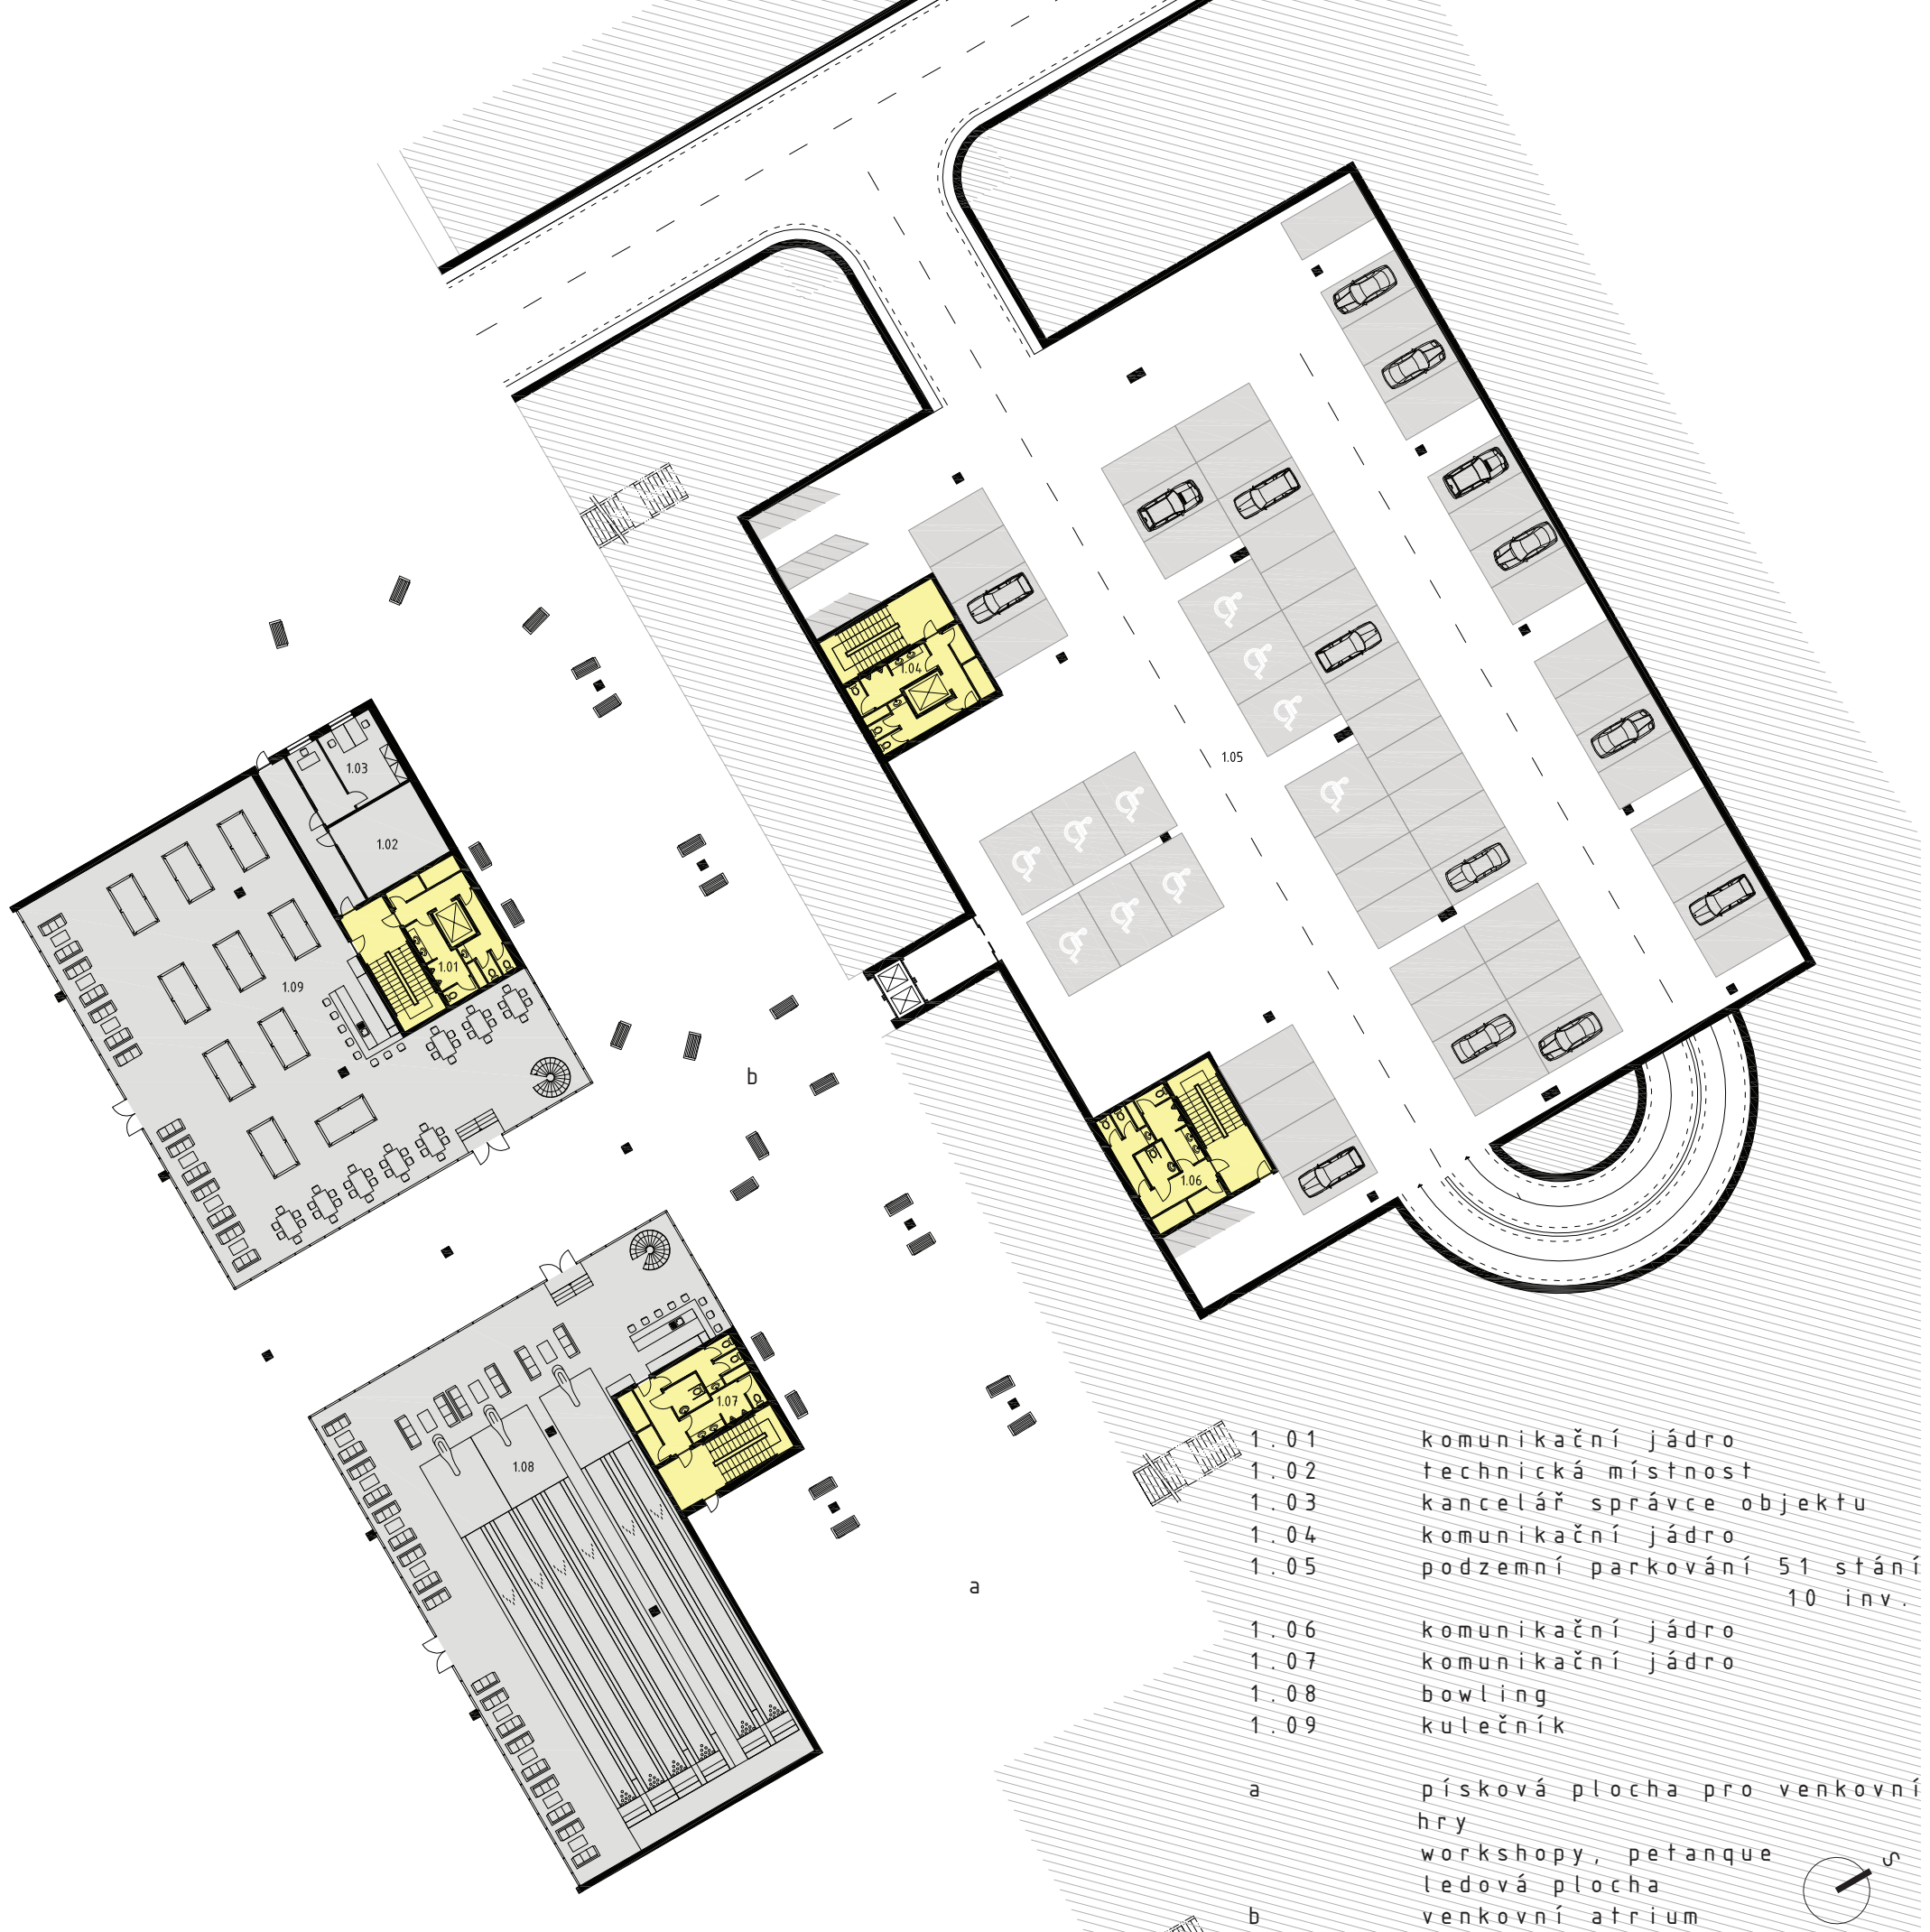 1.03
1.02
1.01
1.09
1.04
1.05
1.06
b
1.07
1.08
a
1.01 komunikační jádro
1.02 technická místnost
1.03 kancelář správce objektu
1.04 komunikační jádro
1.05 podzemní parkování 51 stání
10 inv.
1.06 komunikační jádro
1.07 komunikační jádro
1.08 bowling
1.09 kulečník
a písková plocha pro venkovní
hry
workshopy, petanque
ledová plocha
b venkovní atrium
S